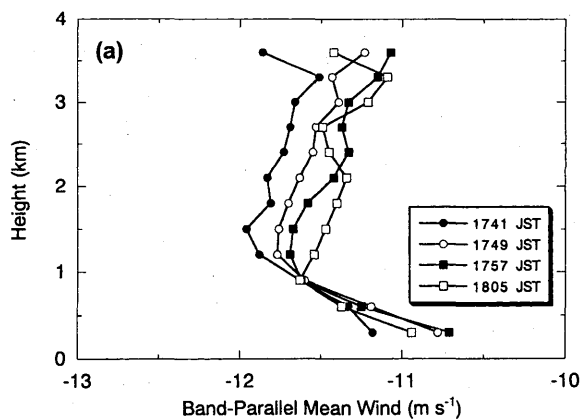 (a)
4
3
2
1
0
Height (km)
1741 JST
1749 JST
1757 JST
1805 JST
-13
-12
-11
-10
Band-Parallel Mean Wind (m s⁻¹)